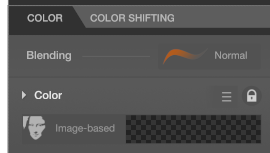 COLOR COLOR SHIFTING
Blending Normal
Color
Image-based